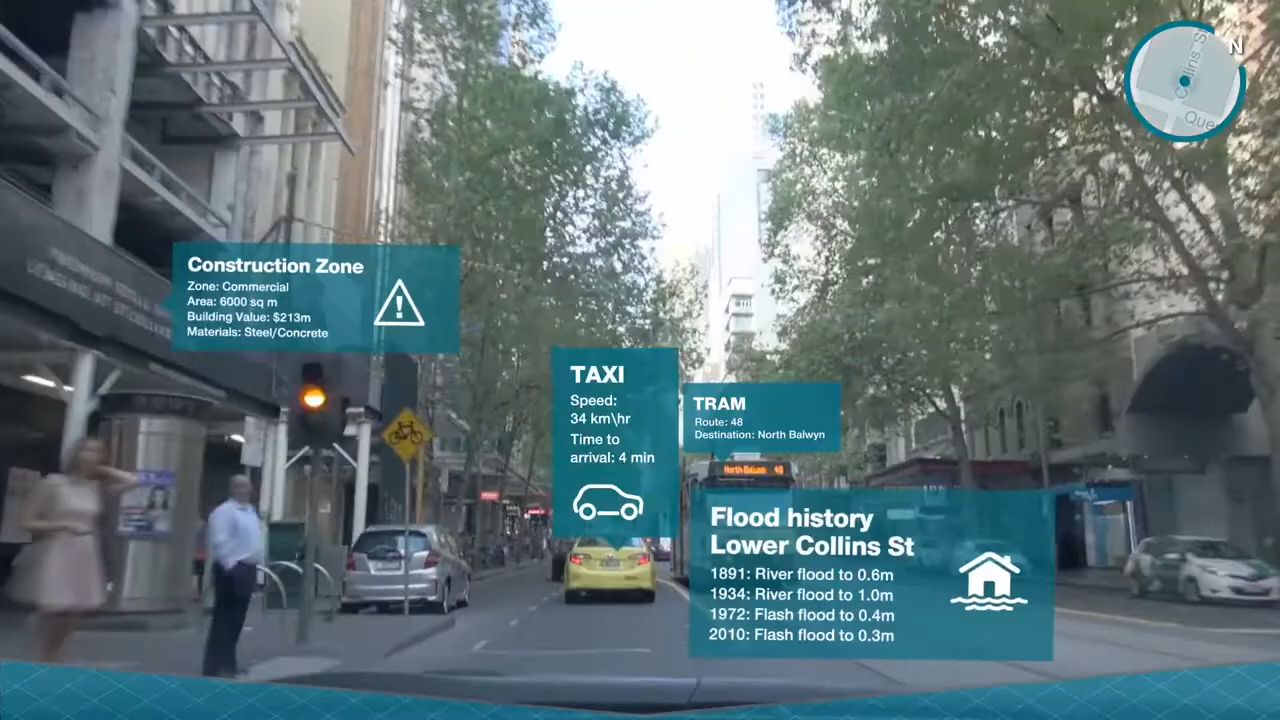 N
Collins S
Que
Construction Zone
Zone: Commercial
Area: 6000 sq m
Building Value: $213m
Materials: Steel/Concrete
TAXI
Speed:
34 km\hr
Time to
arrival: 4 min
TRAM
Route: 48
Destination: North Balwyn
North Balwyn 48
Flood history
Lower Collins St
1891: River flood to 0.6m
1934: River flood to 1.0m
1972: Flash flood to 0.4m
2010: Flash flood to 0.3m